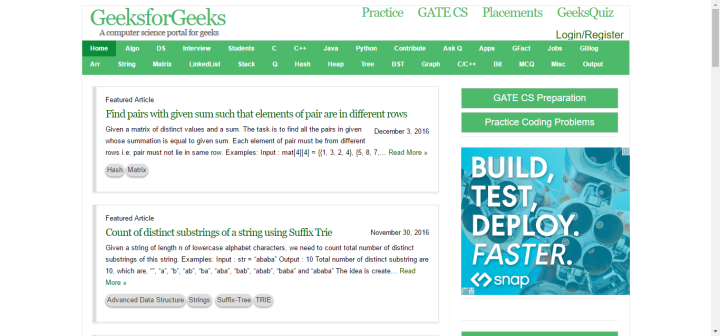 GeeksforGeeks
A computer science portal for geeks
Practice GATE CS Placements GeeksQuiz
Login/Register
Home Algo DS Interview Students C C++ Java Python Contribute Ask Q Apps GFact Jobs GBlog
Arr String Matrix LinkedList Stack Q Hash Heap Tree BST Graph C/C++ Bit MCQ Misc Output
Featured Article
Find pairs with given sum such that elements of pair are in different rows
Given a matrix of distinct values and a sum. The task is to find all the pairs in given
December 3, 2016
whose summation is equal to given sum. Each element of pair must be from different
rows i.e; pair must not lie in same row. Examples: Input : mat[4][4] = {{1, 3, 2, 4}, {5, 8, 7,… Read More »
Hash Matrix
Featured Article
Count of distinct substrings of a string using Suffix Trie
November 30, 2016
Given a string of length n of lowercase alphabet characters, we need to count total number of distinct
substrings of this string. Examples: Input : str = “ababa” Output : 10 Total number of distinct substring are
10, which are, "", "a", "b", "ab", "ba", "aba", "bab", "abab", "baba" and "ababa" The idea is create… Read
More »
Advanced Data Structure Strings Suffix-Tree TRIE
GATE CS Preparation
Practice Coding Problems
BUILD,
TEST,
DEPLOY.
FASTER.
snap